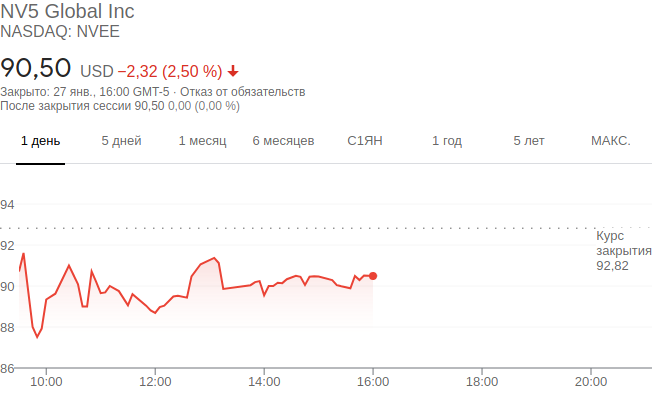 NV5 Global Inc
NASDAQ: NVEE
90,50 USD −2,32 (2,50 %)
Закрыто: 27 янв., 16:00 GMT-5 · Отказ от обязательств
После закрытия сессии 90,50 0,00 (0,00 %)
1 день 5 дней 1 месяц 6 месяцев С1ЯН 1 год 5 лет МАКС.
94
92
90
88
86
Курс
закрытия
92,82
10:00 12:00 14:00 16:00 18:00 20:00